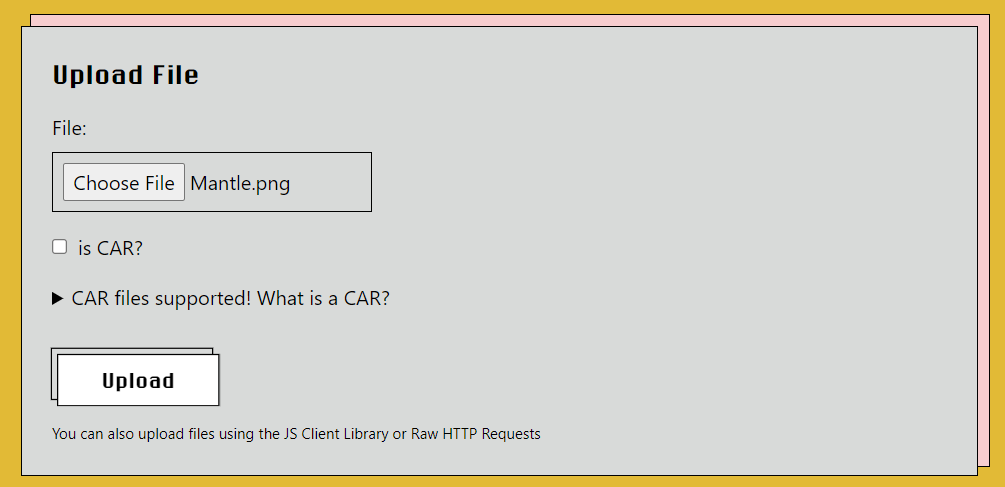 Upload File
File:
Choose File Mantle.png
is CAR?
CAR files supported! What is a CAR?
Upload
You can also upload files using the JS Client Library or Raw HTTP Requests